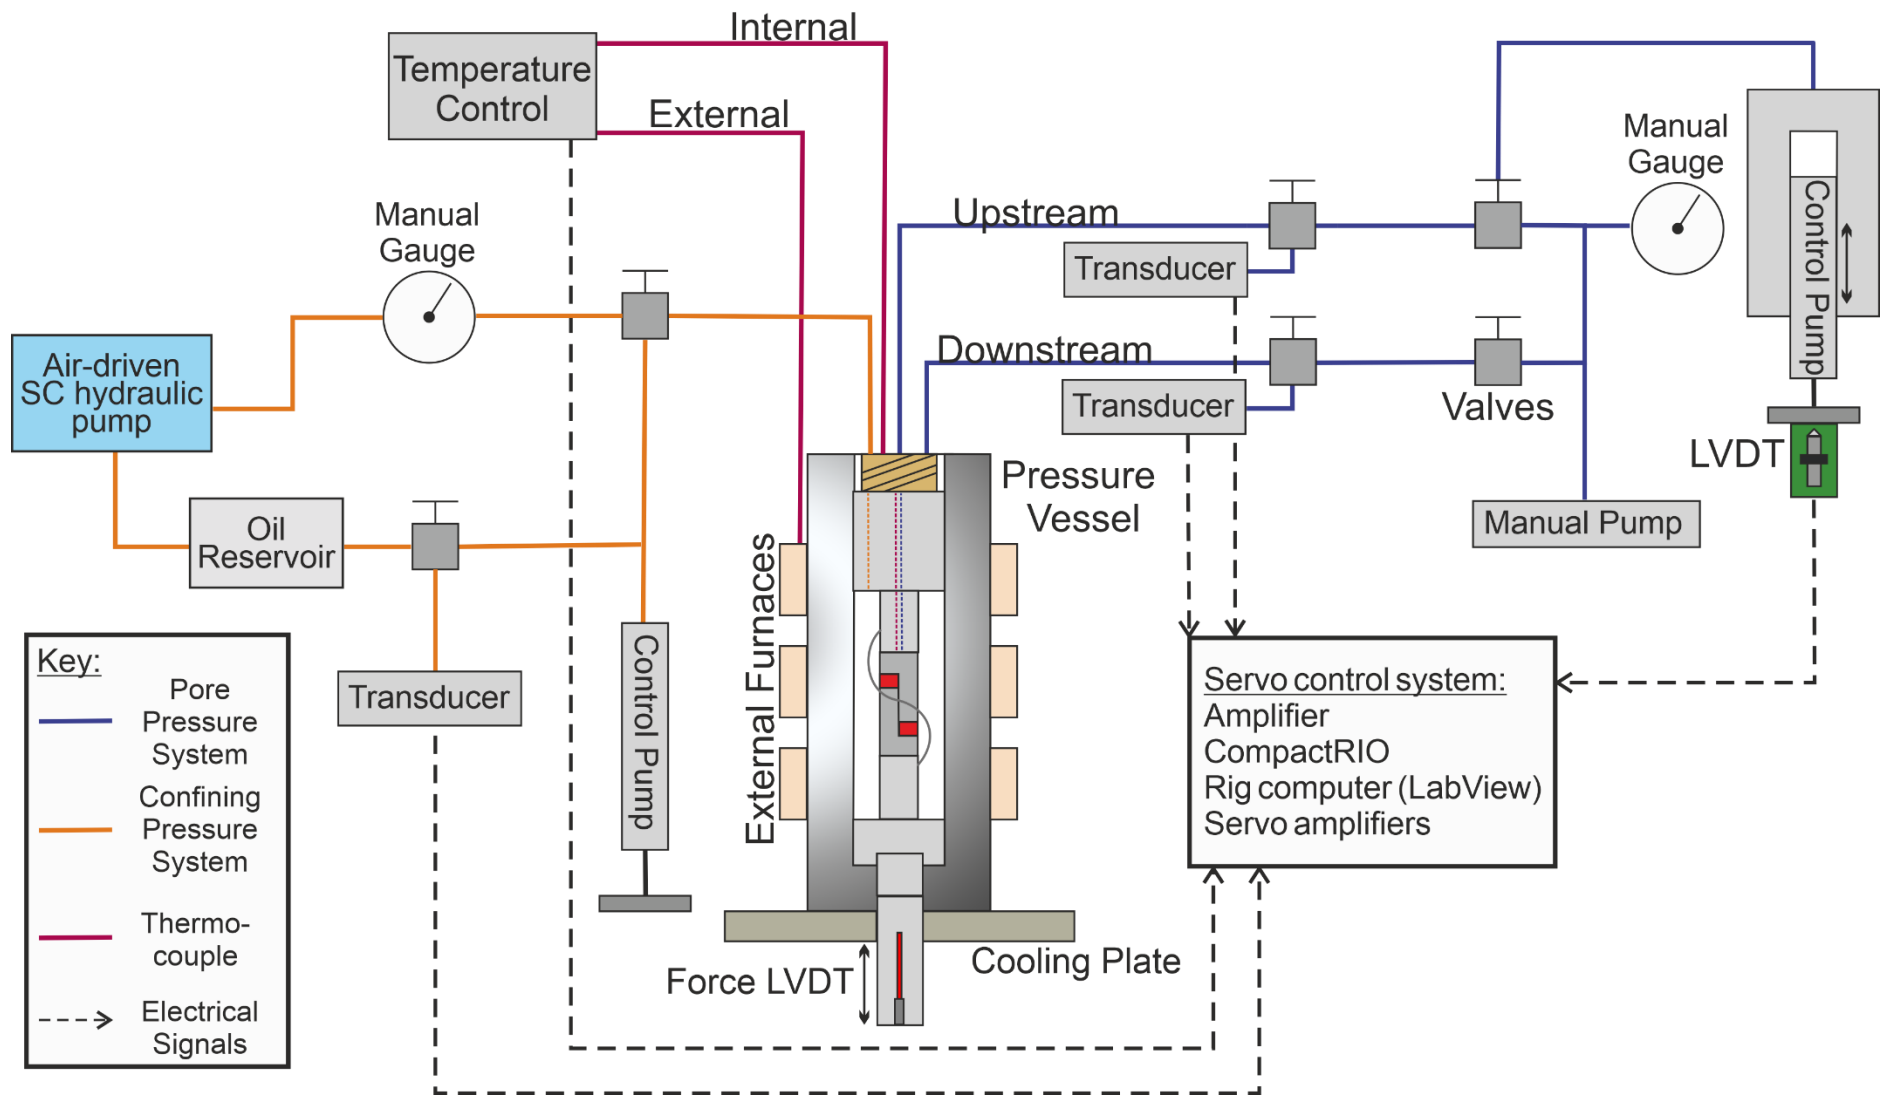 Internal
Temperature
Control
External
Manual
Gauge
Air-driven
SC hydraulic
pump
Oil
Reservoir
Transducer
Control Pump
External Furnaces
Pressure
Vessel
Cooling Plate
Force LVDT
Upstream
Transducer
Downstream
Transducer
Valves
Manual
Gauge
Control Pump
LVDT
Manual Pump
Servo control system:
Amplifier
CompactRIO
Rig computer (LabView)
Servo amplifiers
Key:
Pore
Pressure
System
Confining
Pressure
System
Thermo-
couple
Electrical
Signals